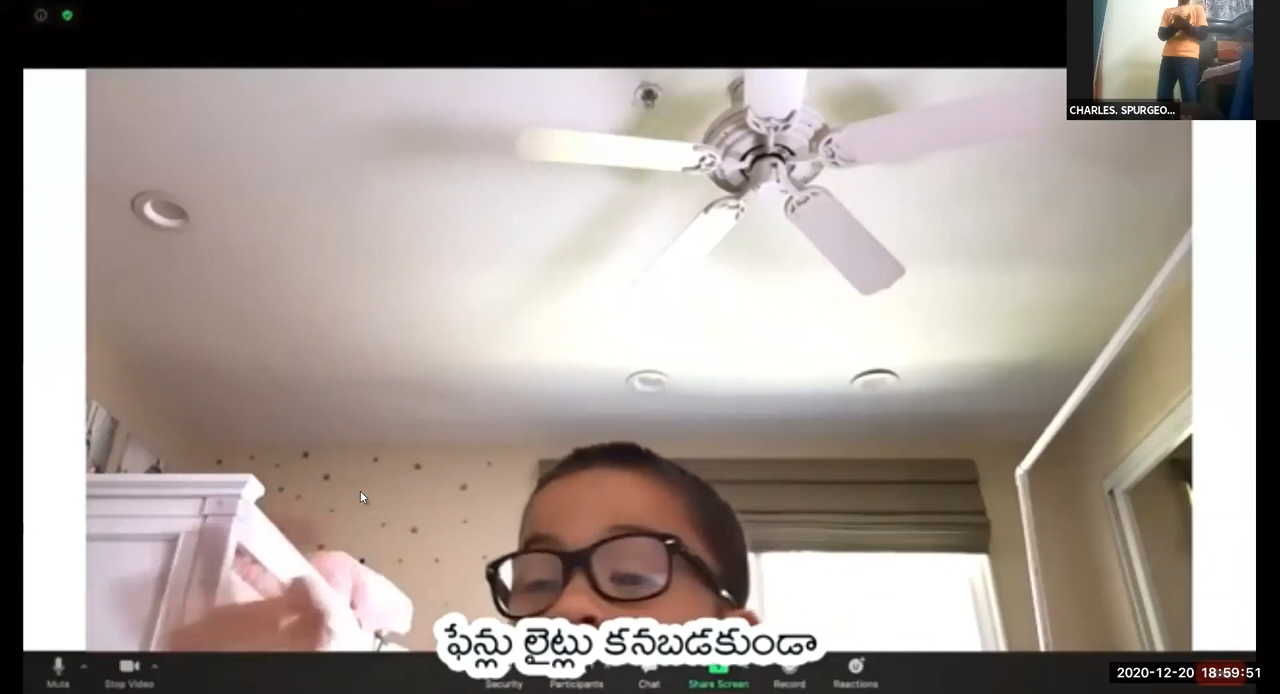 CHARLES. SPURGEO...
ఫేన్లు లైట్లు కనబడకుండా
Mute
Stop Video
Security
Participants
Chat
Share Screen
Record
Reactions
2020-12-20 18:59:51